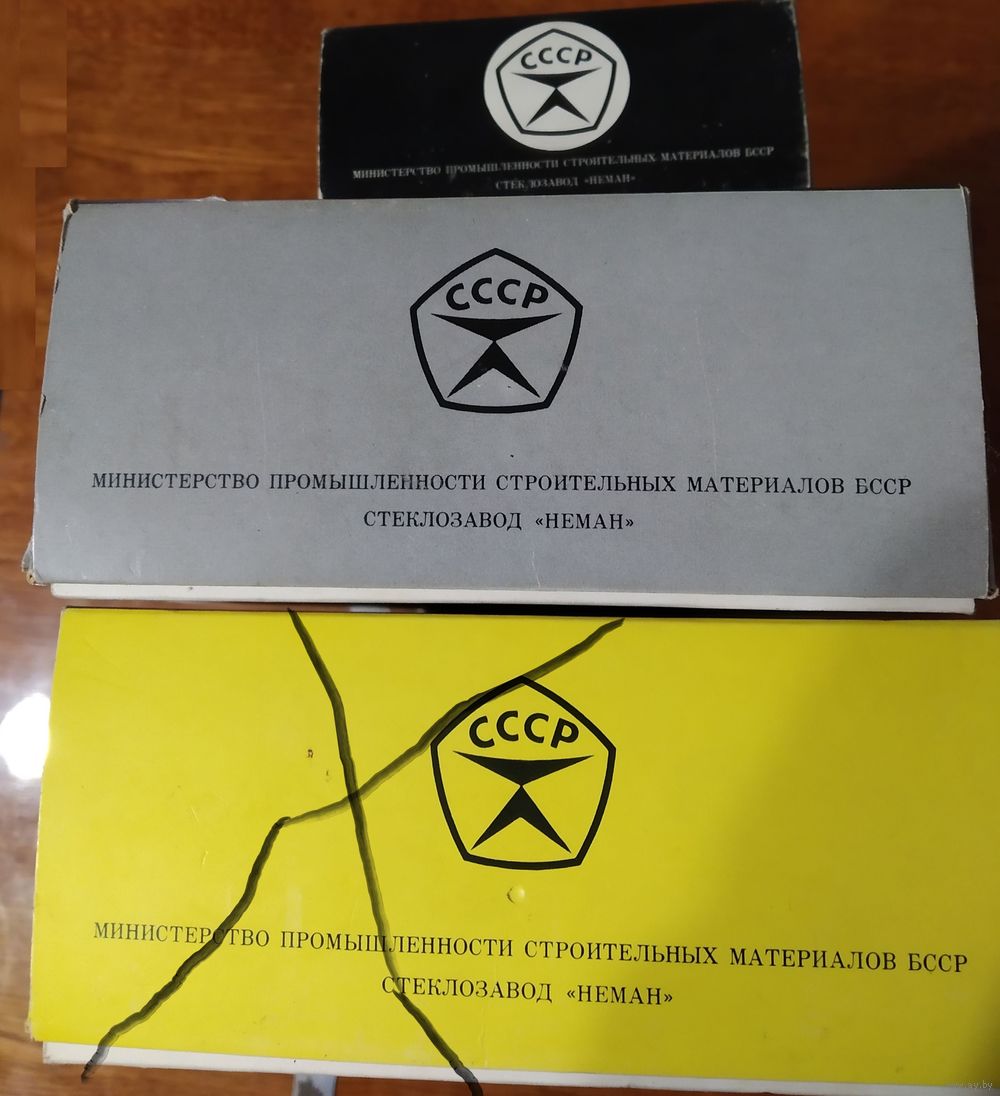 СССР
МИНИСТЕРСТВО ПРОМЫШЛЕННОСТИ СТРОИТЕЛЬНЫХ МАТЕРИАЛОВ БССР
СТЕКЛОЗАВОД «НЕМАН»
СССР
МИНИСТЕРСТВО ПРОМЫШЛЕННОСТИ СТРОИТЕЛЬНЫХ МАТЕРИАЛОВ БССР
СТЕКЛОЗАВОД «НЕМАН»
СССР
МИНИСТЕРСТВО ПРОМЫШЛЕННОСТИ СТРОИТЕЛЬНЫХ МАТЕРИАЛОВ БССР
СТЕКЛОЗАВОД «НЕМАН»